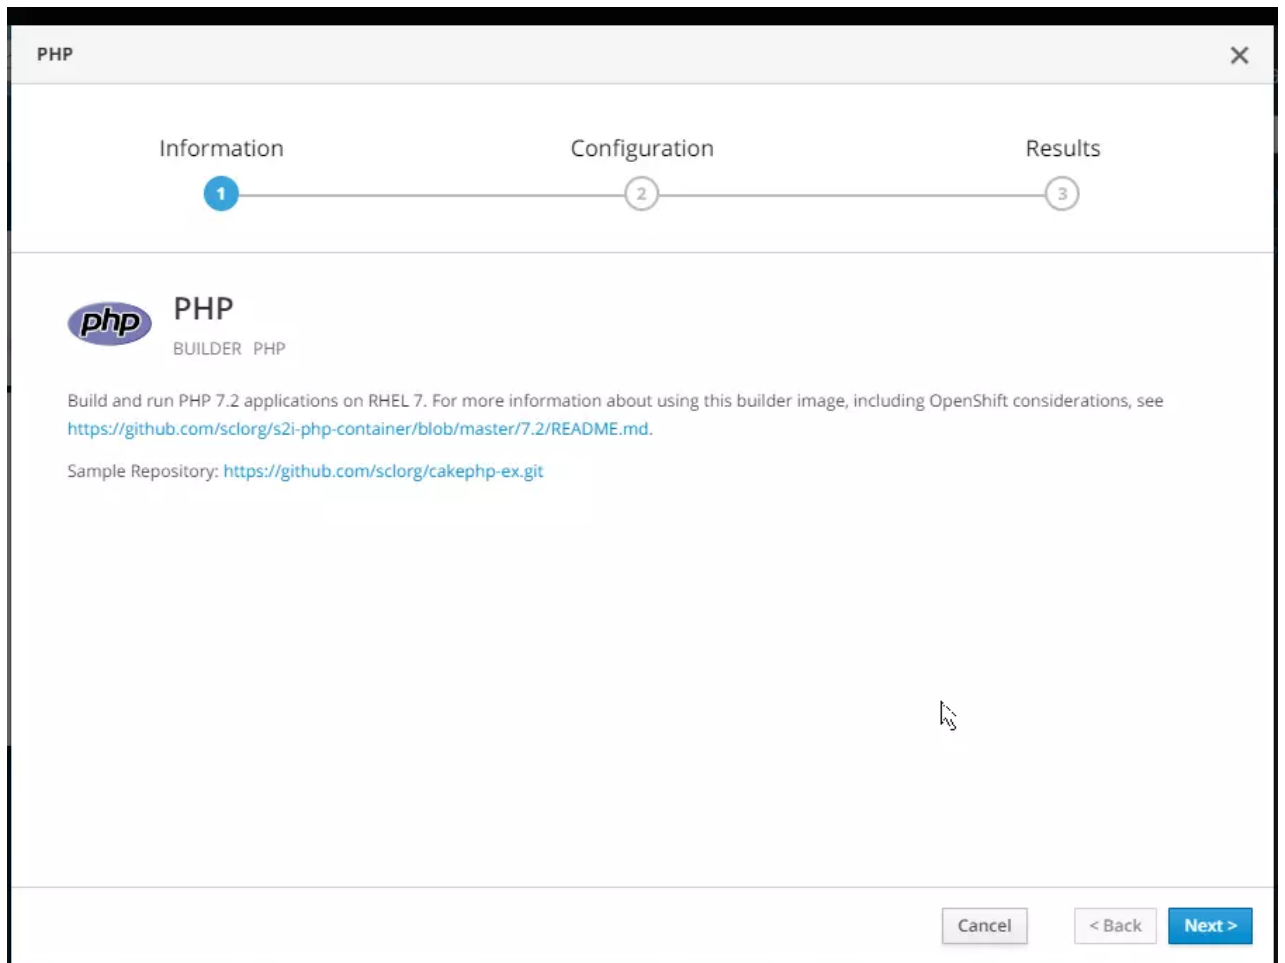 PHP
Information
Configuration
Results
1
2
3
php
PHP
BUILDER PHP
Build and run PHP 7.2 applications on RHEL 7. For more information about using this builder image, including OpenShift considerations, see
https://github.com/sclorg/s2i-php-container/blob/master/7.2/README.md.
Sample Repository: https://github.com/sclorg/cakephp-ex.git
Cancel
< Back
Next >